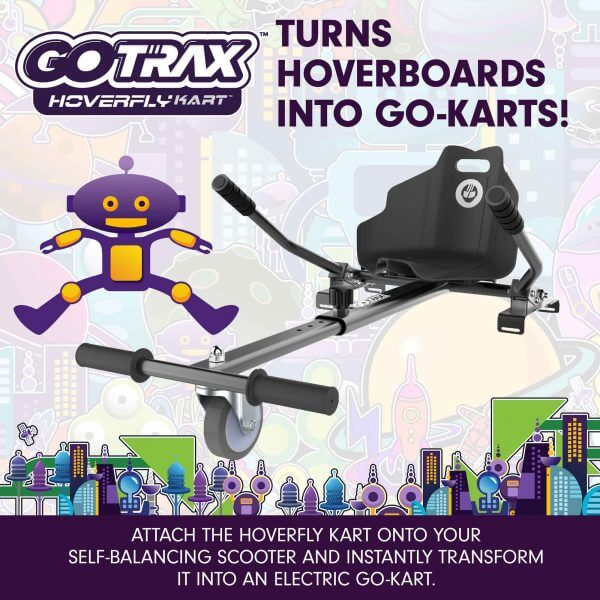 GOTRAX™
HOVERFLY KART™
TURNS
HOVERBOARDS
INTO GO-KARTS!
ATTACH THE HOVERFLY KART ONTO YOUR
SELF-BALANCING SCOOTER AND INSTANTLY TRANSFORM
IT INTO AN ELECTRIC GO-KART.